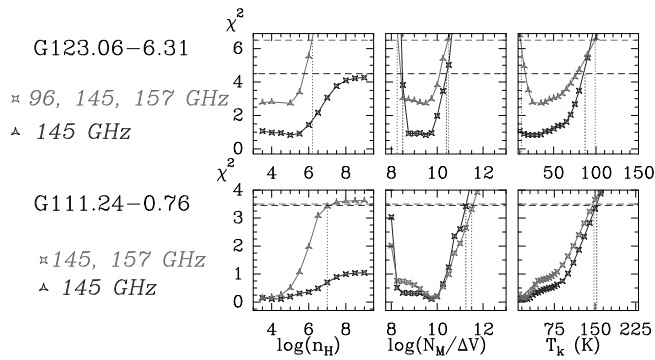 χ²
G123.06−6.31
96, 145, 157 GHz
145 GHz
6
4
2
0
4 6 8
8 10 12
0 50 100 150
χ²
G111.24−0.76
145, 157 GHz
145 GHz
4
3
2
1
0
4 6 8
8 10 12
75 150 225
log(n_H)
log(N_M/ΔV)
T_k (K)